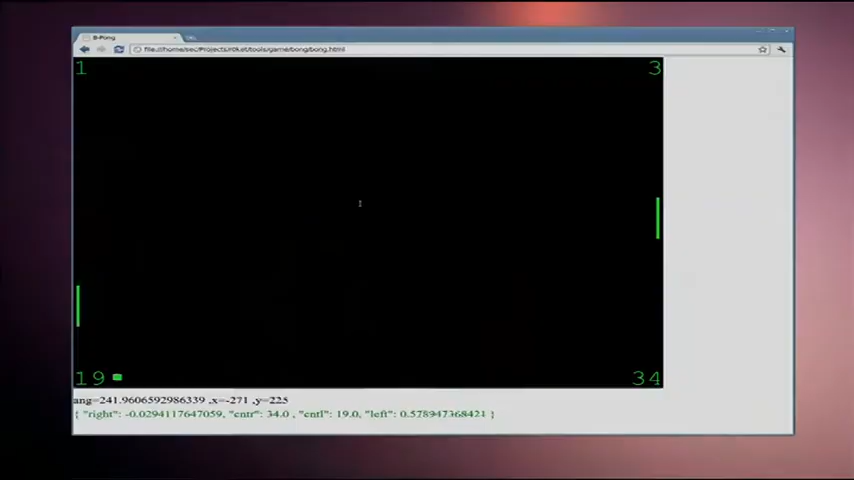 B-Pong
file:///home/sec/Projects/rtkat/tools/game/bong/bong.html
1
3
19
34
ang=241.9606592986339 ,x=-271 ,y=225
{ "right": -0.0294117647059, "cntr": 34.0 , "cntl": 19.0, "left": 0.578947368421 }